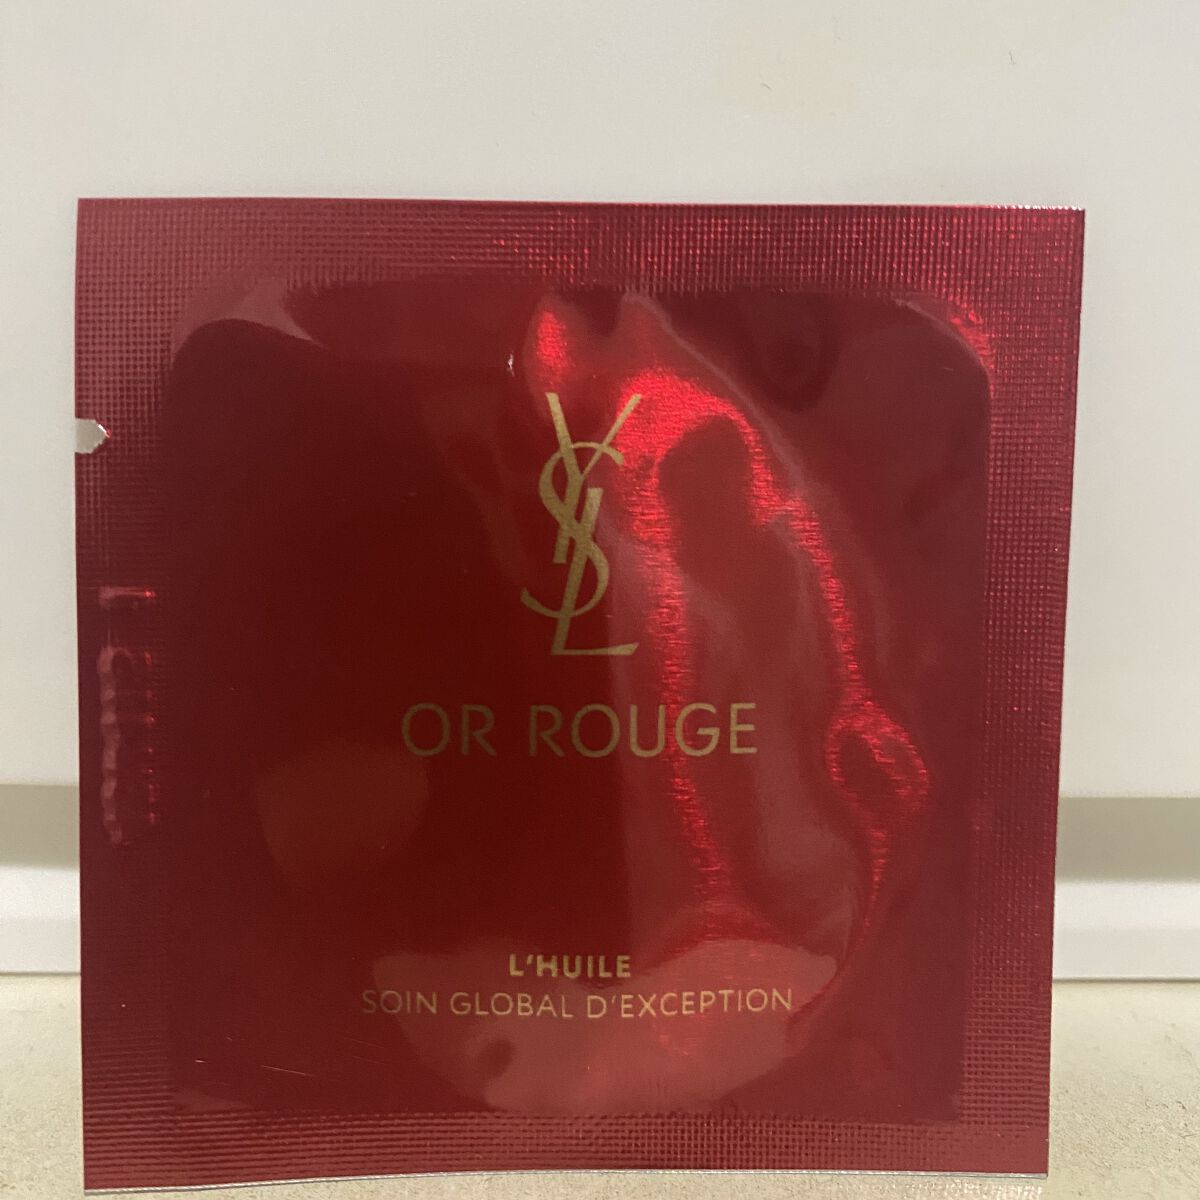 YSL
OR ROUGE
L'HUILE
SOIN GLOBAL D'EXCEPTION